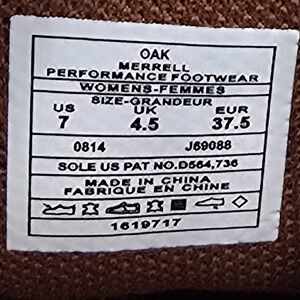 OAK
MERRELL
PERFORMANCE FOOTWEAR
WOMENS-FEMMES
SIZE-GRANDEUR
US UK EUR
7 4.5 37.5
0814 J69088
SOLE US PAT NO.D564,736
MADE IN CHINA
FABRIQUE EN CHINE
1619717